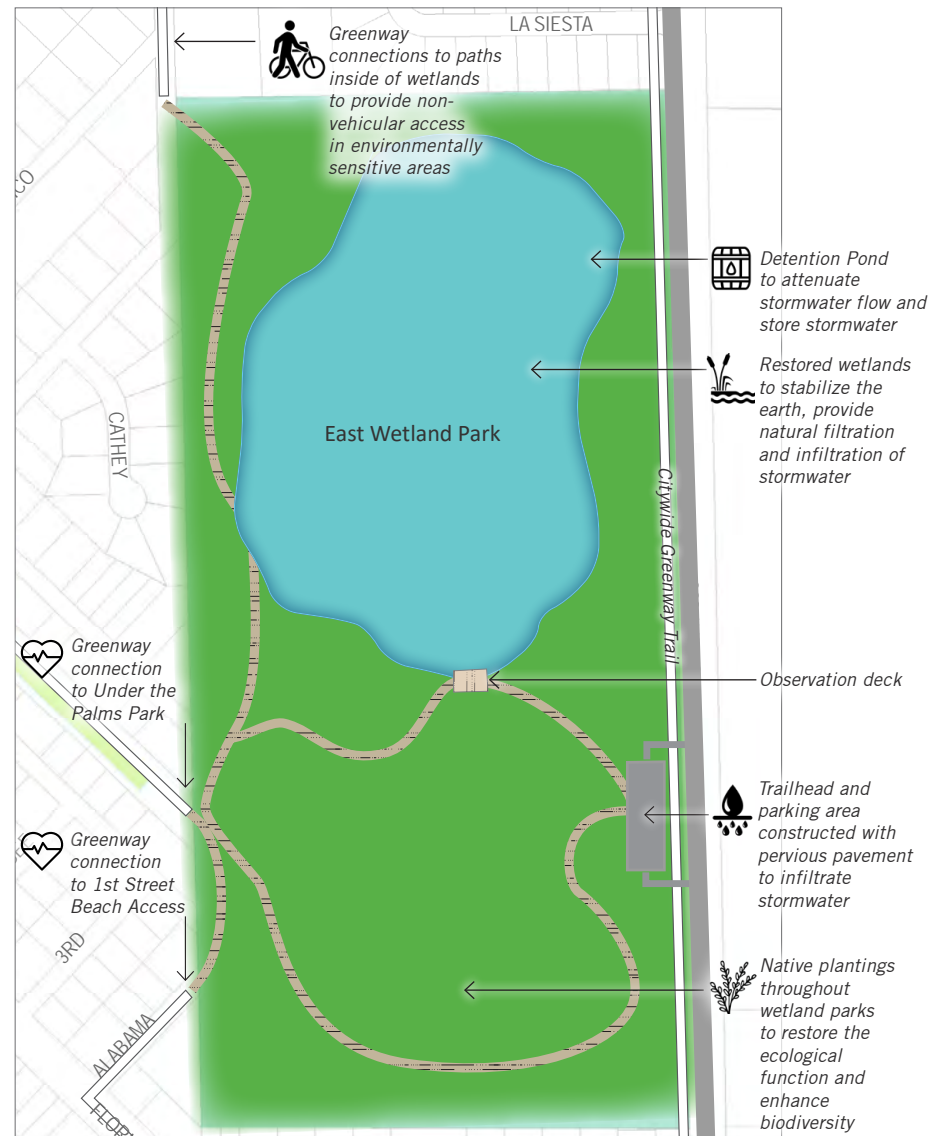 LA SIESTA
Greenway
connections to paths
inside of wetlands
to provide non-
vehicular access
in environmentally
sensitive areas
CO
Detention Pond
to attenuate
stormwater flow and
store stormwater
Restored wetlands
to stabilize the
earth, provide
natural filtration
and infiltration of
stormwater
CATHEY
East Wetland Park
Citywide Greenway Trail
Greenway
connection
to Under the
Palms Park
Observation deck
Trailhead and
parking area
constructed with
pervious pavement
to infiltrate
stormwater
Greenway
connection
to 1st Street
Beach Access
3RD
Native plantings
throughout
wetland parks
to restore the
ecological
function and
enhance
biodiversity
ALABAMA
FLOR